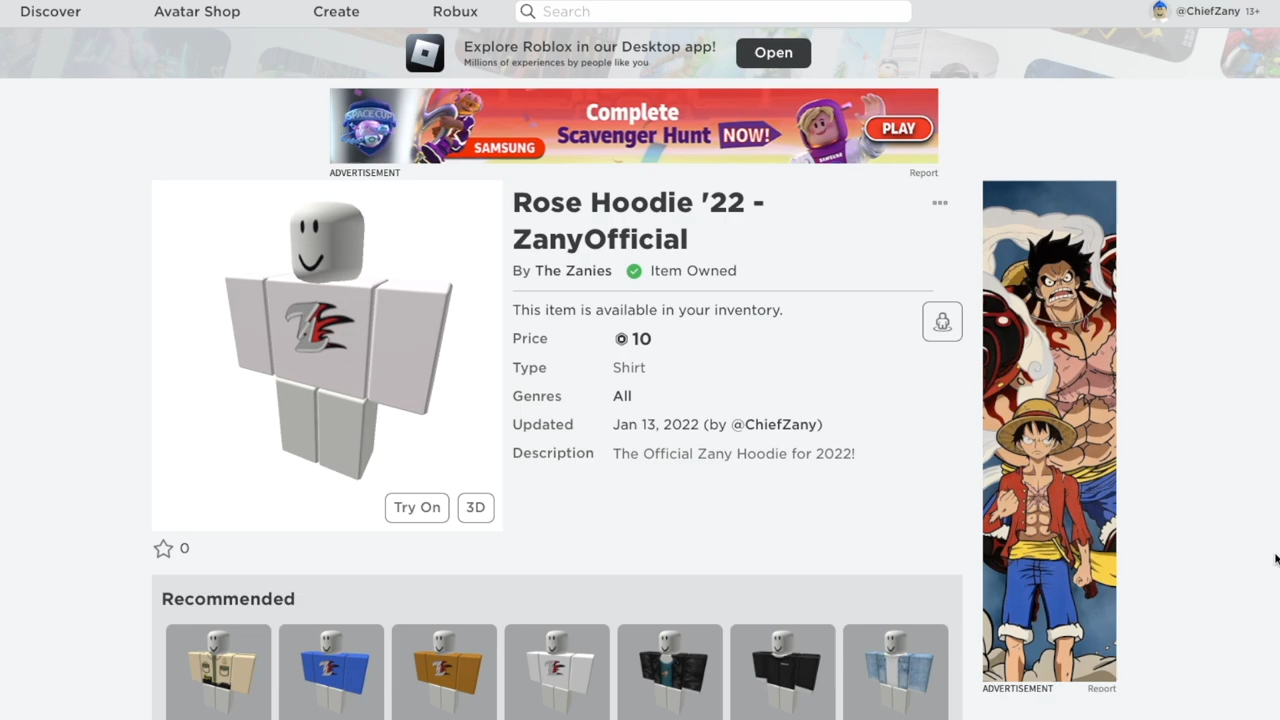 Discover Avatar Shop Create Robux Search @ChiefZany 13+
Explore Roblox in our Desktop app!
Millions of experiences by people like you
Open
SPACE CUP
Complete
Scavenger Hunt NOW!
SAMSUNG
SAMSUNG
PLAY
ADVERTISEMENT Report
Rose Hoodie '22 -
ZanyOfficial
By The Zanies Item Owned
This item is available in your inventory.
Price 10
Type Shirt
Genres All
Updated Jan 13, 2022 (by @ChiefZany)
Description The Official Zany Hoodie for 2022!
Try On 3D
0
Recommended
ADVERTISEMENT Report